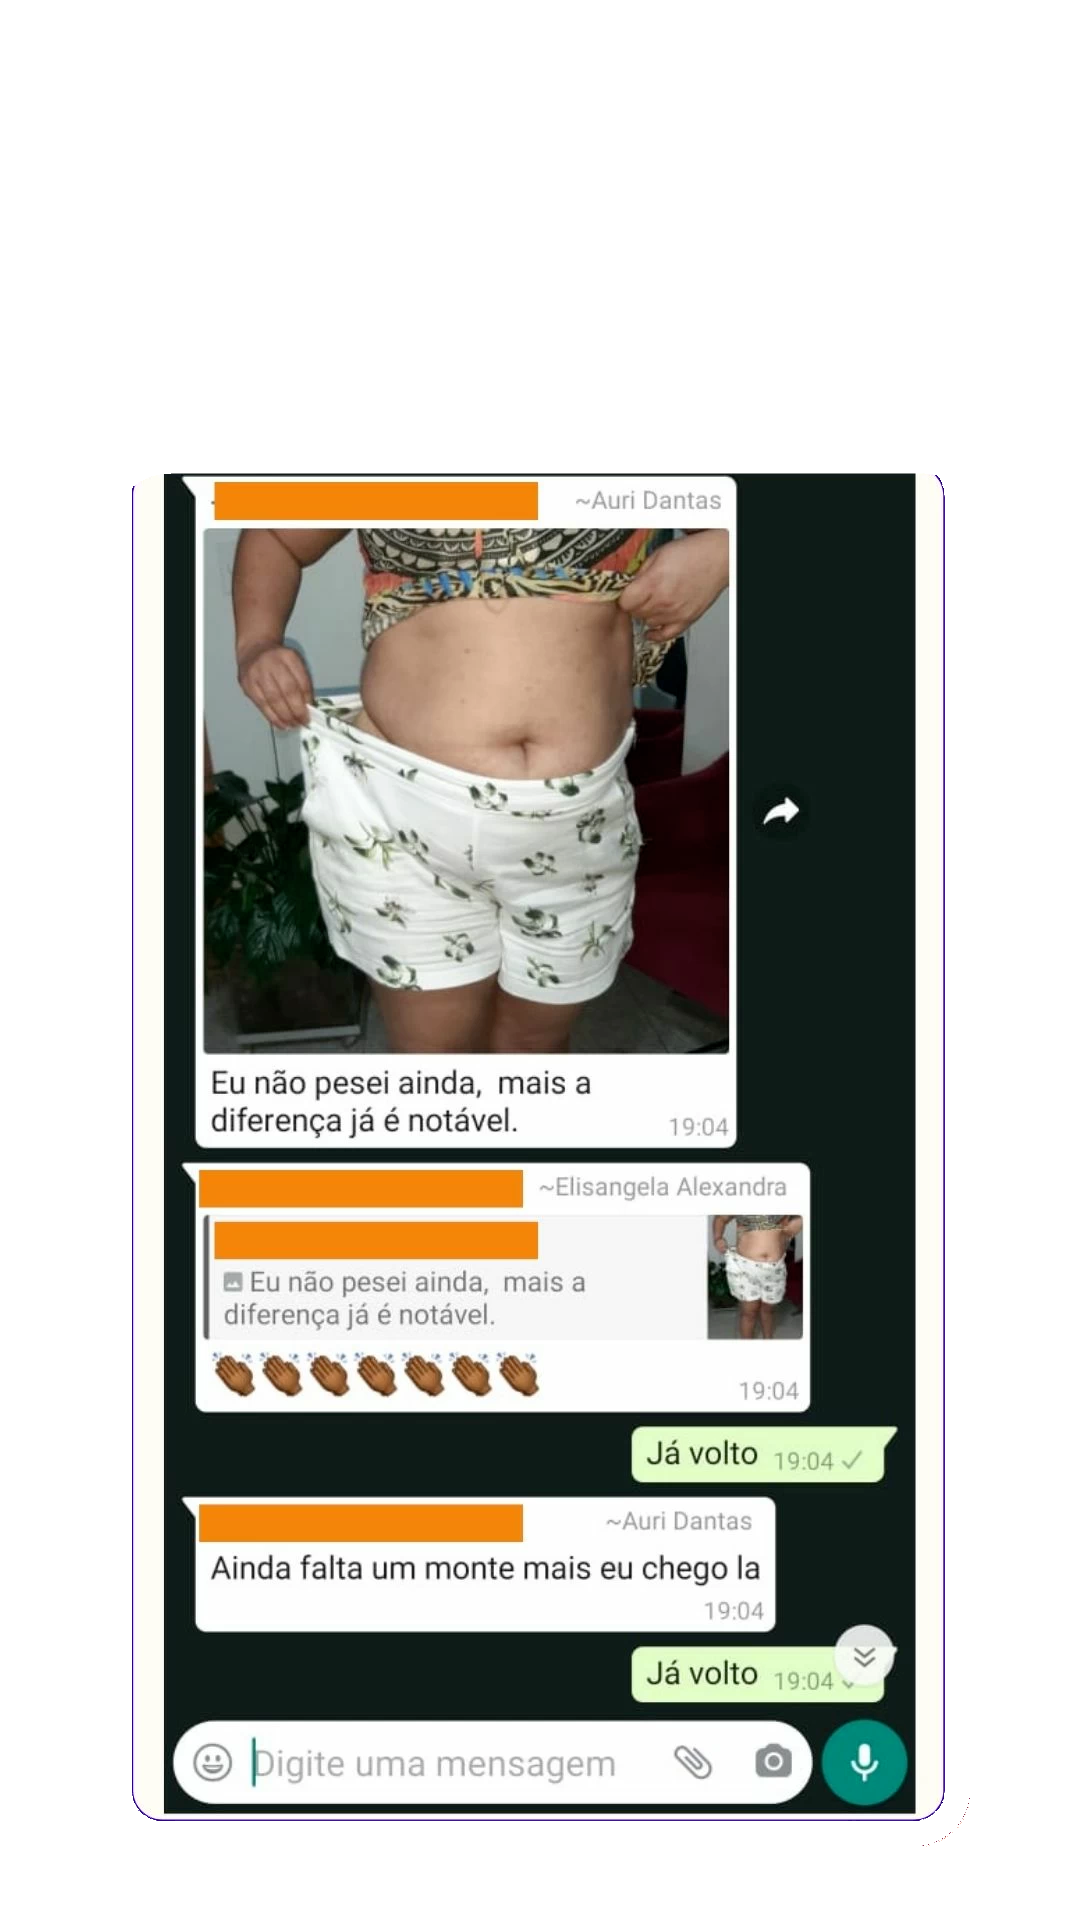 ~Auri Dantas
Eu não pesei ainda, mais a
diferença já é notável.
19:04
~Elisangela Alexandra
Eu não pesei ainda, mais a
diferença já é notável.
👏🏾👏🏾👏🏾👏🏾👏🏾👏🏾👏🏾
19:04
Já volto 19:04
~Auri Dantas
Ainda falta um monte mais eu chego la
19:04
Já volto 19:04
Digite uma mensagem